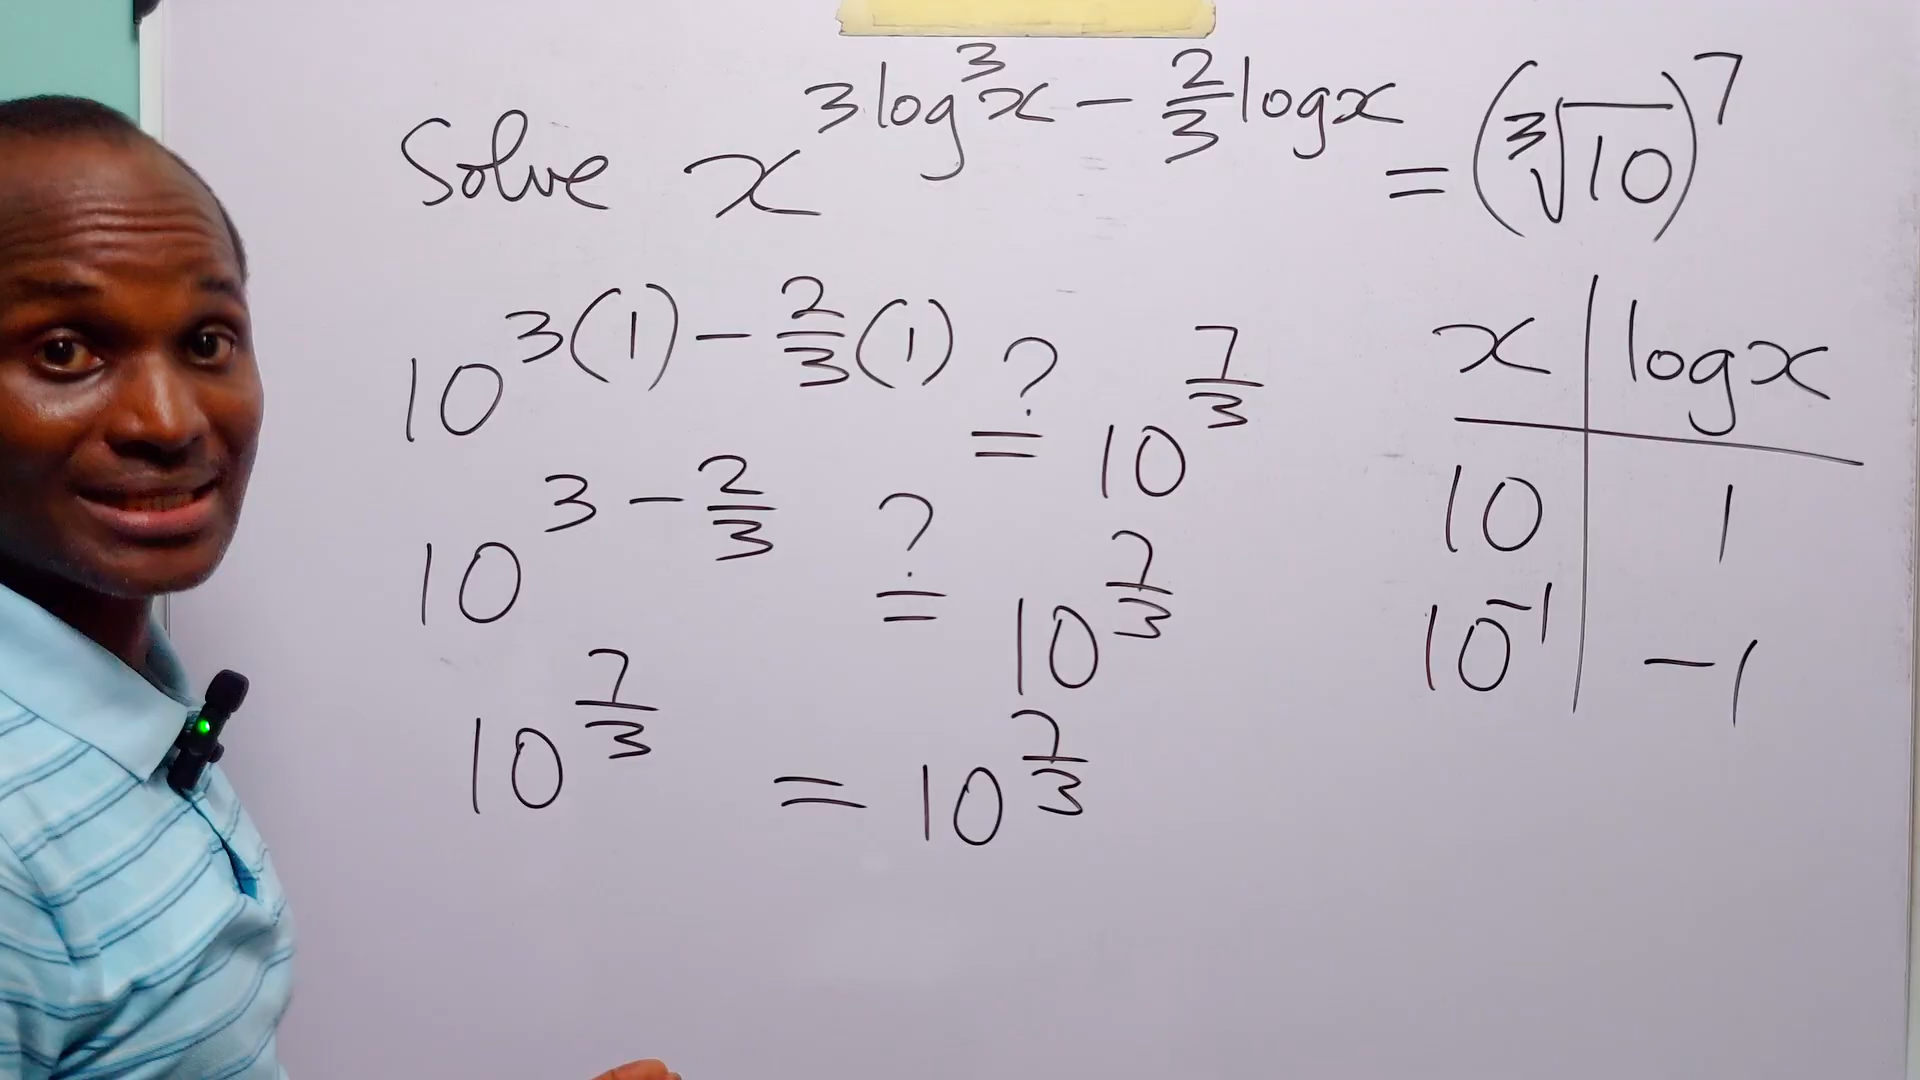 Solve x^(3log³x − 2/3 logx) = (∛10)^7
10^(3(1) − 2/3(1)) ?= 10^(7/3)
10^(3 − 2/3) ?= 10^(7/3)
10^(7/3) = 10^(7/3)
x | logx
10 | 1
10^-1 | -1